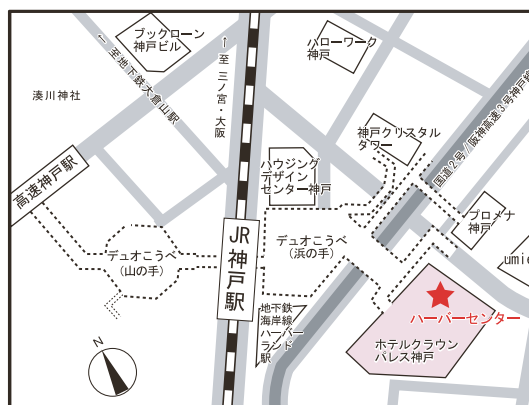 ブックローン
神戸ビル
← 至地下鉄大倉山駅
← 至 三ノ宮・大阪
ハローワーク
神戸
湊川神社
高速神戸駅
神戸クリスタル
タワー
国道2号/阪神高速3号神戸線
ハウジング
デザイン
センター神戸
プロメナ
神戸
umie
デュオこうべ
(山の手)
JR
神戸駅
デュオこうべ
(浜の手)
地下鉄
海岸線
ハーバー
ランド
駅
ハーバーセンター
ホテルクラウン
パレス神戸
N